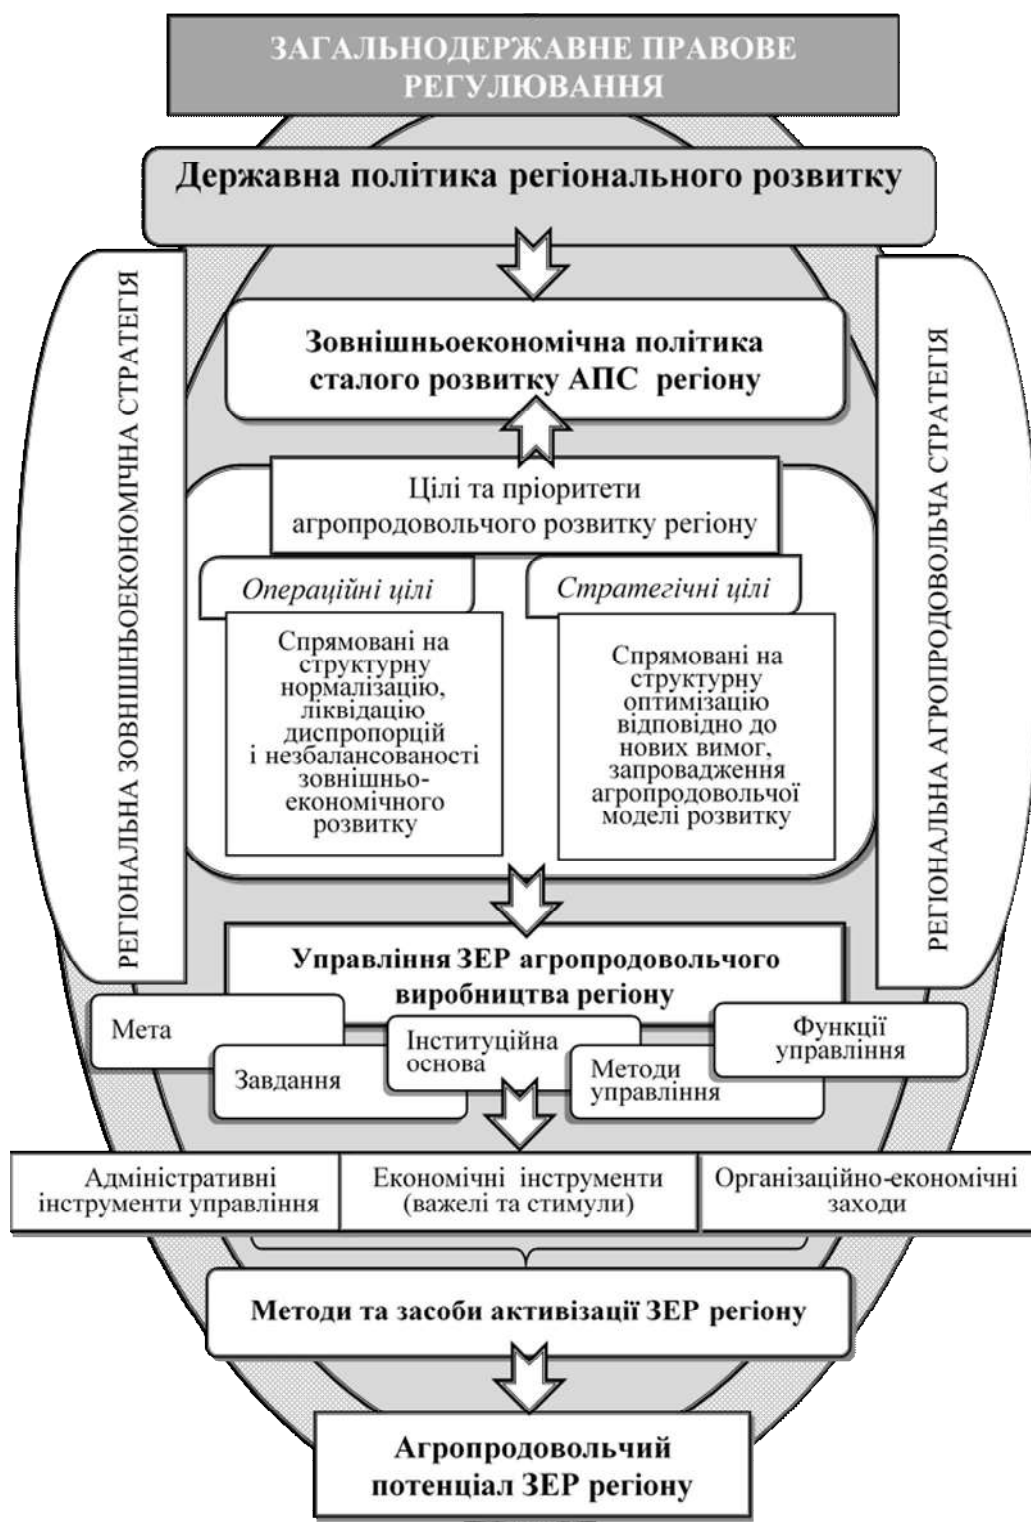 ЗАГАЛЬНОДЕРЖАВНЕ ПРАВОВЕ
РЕГУЛЮВАННЯ
Державна політика регіонального розвитку
РЕГІОНАЛЬНА ЗОВНІШНЬОЕКОНОМІЧНА СТРАТЕГІЯ
РЕГІОНАЛЬНА АГРОПРОДОВОЛЬЧА СТРАТЕГІЯ
Зовнішньоекономічна політика
сталого розвитку АПС регіону
Цілі та пріоритети
агропродовольчого розвитку регіону
Операційні цілі
Спрямовані на
структурну
нормалізацію,
ліквідацію
диспропорцій
і незбалансованості
зовнішньо-
економічного
розвитку
Стратегічні цілі
Спрямовані на
структурну
оптимізацію
відповідно до
нових вимог,
запровадження
агропродовольчої
моделі розвитку
Управління ЗЕР агропродовольчого
виробництва регіону
Мета
Завдання
Інституційна
основа
Методи
управління
Функції
управління
Адміністративні
інструменти управління
Економічні інструменти
(важелі та стимули)
Організаційно-економічні
заходи
Методи та засоби активізації ЗЕР регіону
Агропродовольчий
потенціал ЗЕР регіону